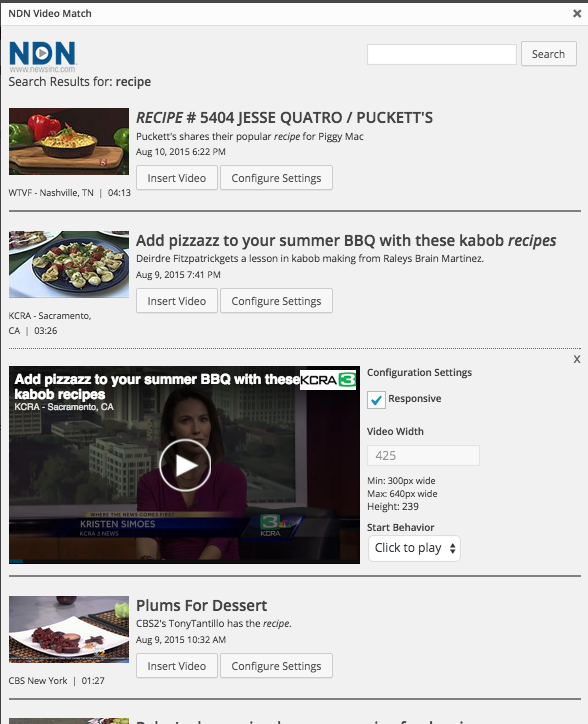 NDN Video Match
NDN
www.newsinc.com
Search
Search Results for: recipe
RECIPE # 5404 JESSE QUATRO / PUCKETT'S
Puckett's shares their popular recipe for Piggy Mac
Aug 10, 2015 6:22 PM
Insert Video Configure Settings
WTVF - Nashville, TN | 04:13
Add pizzazz to your summer BBQ with these kabob recipes
Deirdre Fitzpatrickgets a lesson in kabob making from Raleys Brain Martinez.
Aug 9, 2015 7:41 PM
Insert Video Configure Settings
KCRA - Sacramento,
CA | 03:26
X
Add pizzazz to your summer BBQ with these
kabob recipes
KCRA - Sacramento, CA
KCRA 3
WHERE THE NEWS COMES FIRST
KRISTEN SIMOES
KCRA 3 NEWS
3
KCRA
Configuration Settings
Responsive
Video Width
425
Min: 300px wide
Max: 640px wide
Height: 239
Start Behavior
Click to play
Plums For Dessert
CBS2's TonyTantillo has the recipe.
Aug 9, 2015 10:32 AM
Insert Video Configure Settings
CBS New York | 01:27